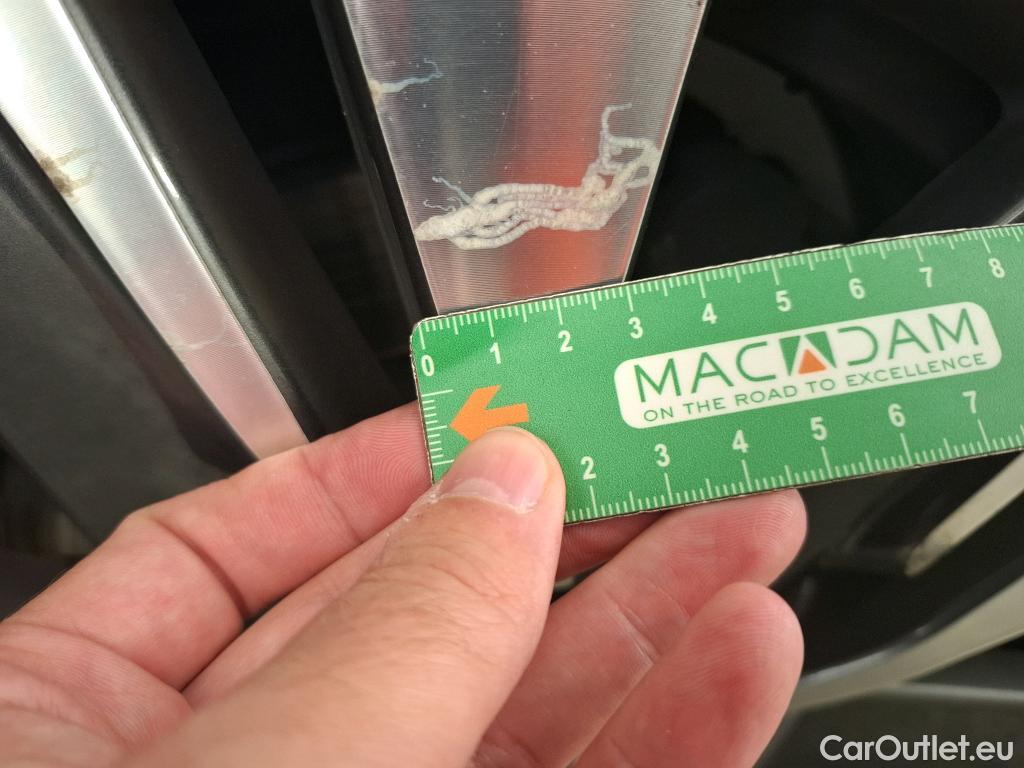 0 1 2 3 4 5 6 7 8
MACADAM
ON THE ROAD TO EXCELLENCE
2 3 4 5 6 7
CarOutlet.eu